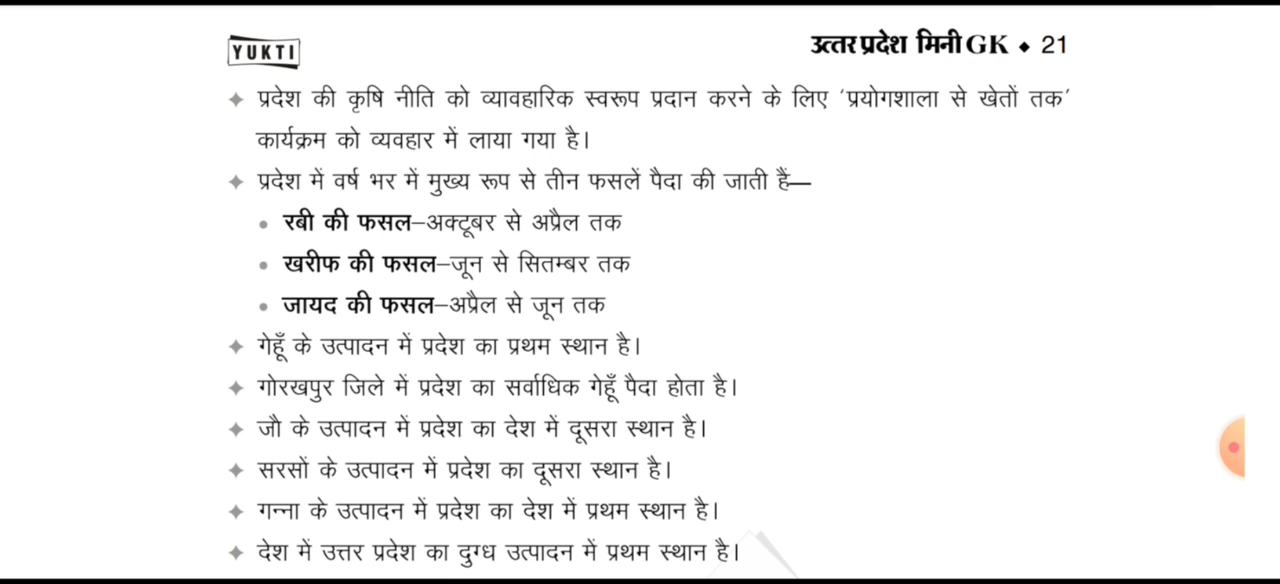 YUKTI
उत्तर प्रदेश मिनी GK ◆ 21
✦ प्रदेश की कृषि नीति को व्यावहारिक स्वरूप प्रदान करने के लिए ‘प्रयोगशाला से खेतों तक’
कार्यक्रम को व्यवहार में लाया गया है।
✦ प्रदेश में वर्ष भर में मुख्य रूप से तीन फसलें पैदा की जाती हैं—
• रबी की फसल–अक्टूबर से अप्रैल तक
• खरीफ की फसल–जून से सितम्बर तक
• जायद की फसल–अप्रैल से जून तक
✦ गेहूँ के उत्पादन में प्रदेश का प्रथम स्थान है।
✦ गोरखपुर जिले में प्रदेश का सर्वाधिक गेहूँ पैदा होता है।
✦ जौ के उत्पादन में प्रदेश का देश में दूसरा स्थान है।
✦ सरसों के उत्पादन में प्रदेश का दूसरा स्थान है।
✦ गन्ना के उत्पादन में प्रदेश का देश में प्रथम स्थान है।
✦ देश में उत्तर प्रदेश का दुग्ध उत्पादन में प्रथम स्थान है।